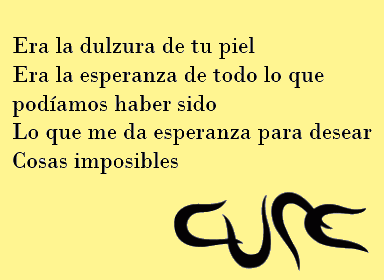 Era la dulzura de tu piel
Era la esperanza de todo lo que
podíamos haber sido
Lo que me da esperanza para desear
Cosas imposibles
CURE